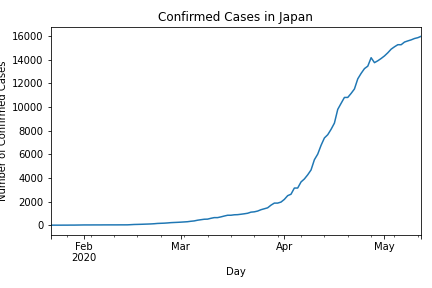 Confirmed Cases in Japan
16000
14000
12000
10000
8000
6000
4000
2000
0
Number of Confirmed Cases
Feb
2020
Mar
Apr
May
Day